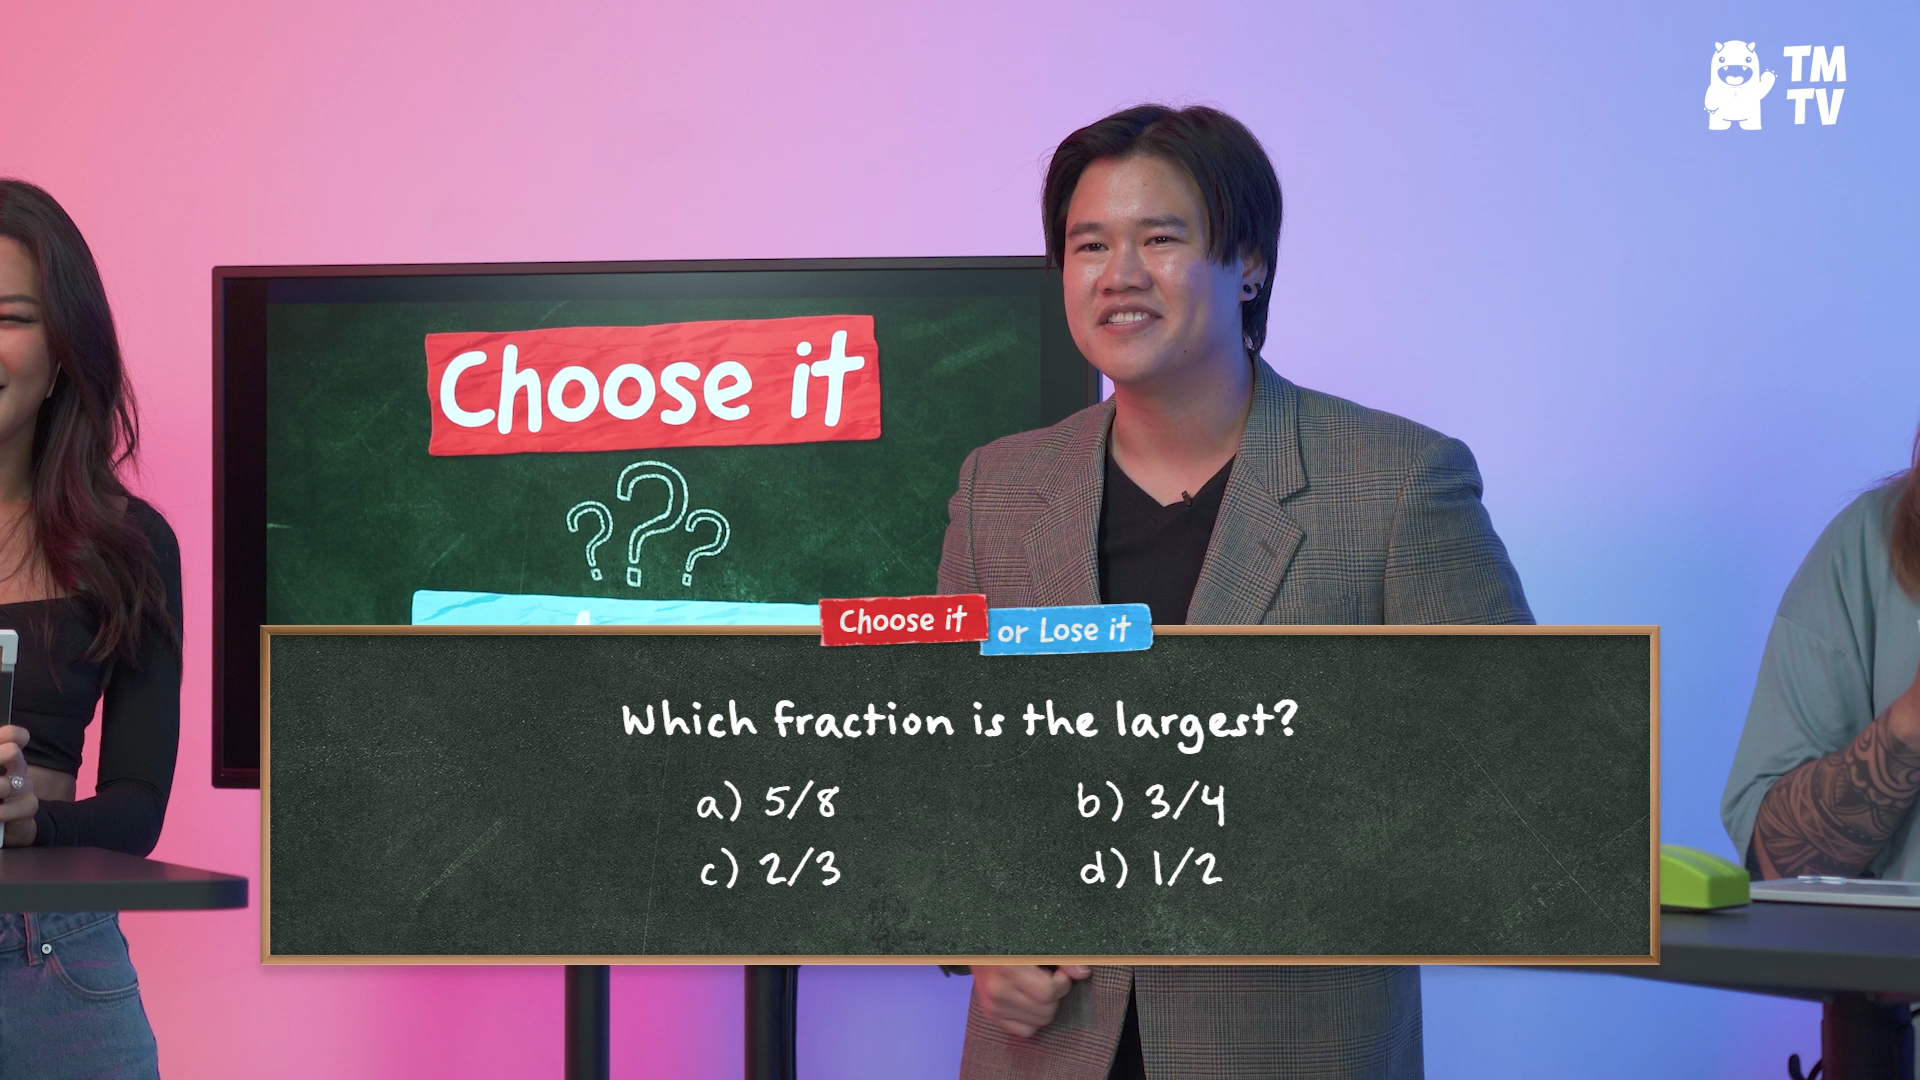 TM
TV
Choose it
???
Choose it or Lose it
Which fraction is the largest?
a) 5/8 b) 3/4
c) 2/3 d) 1/2